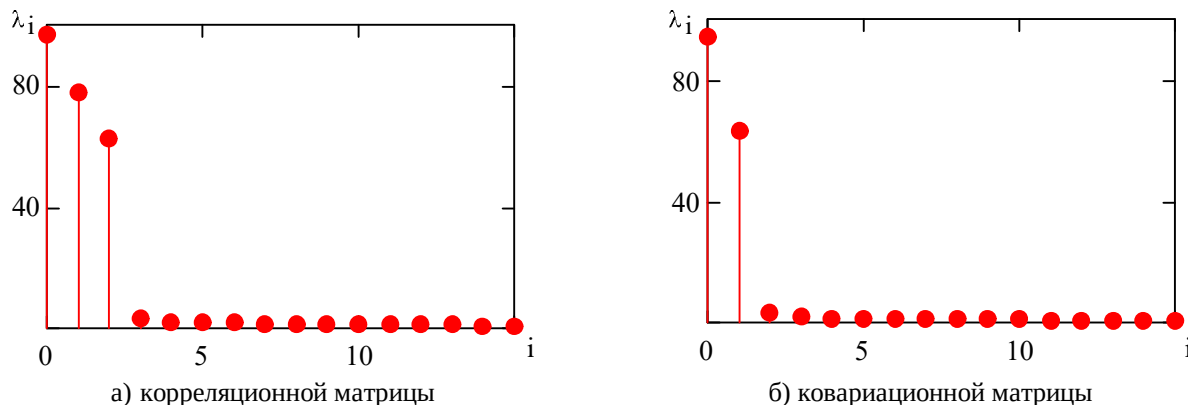 λi
80
40
0 5 10 i
а) корреляционной матрицы
λi
80
40
0 5 10 i
б) ковариационной матрицы